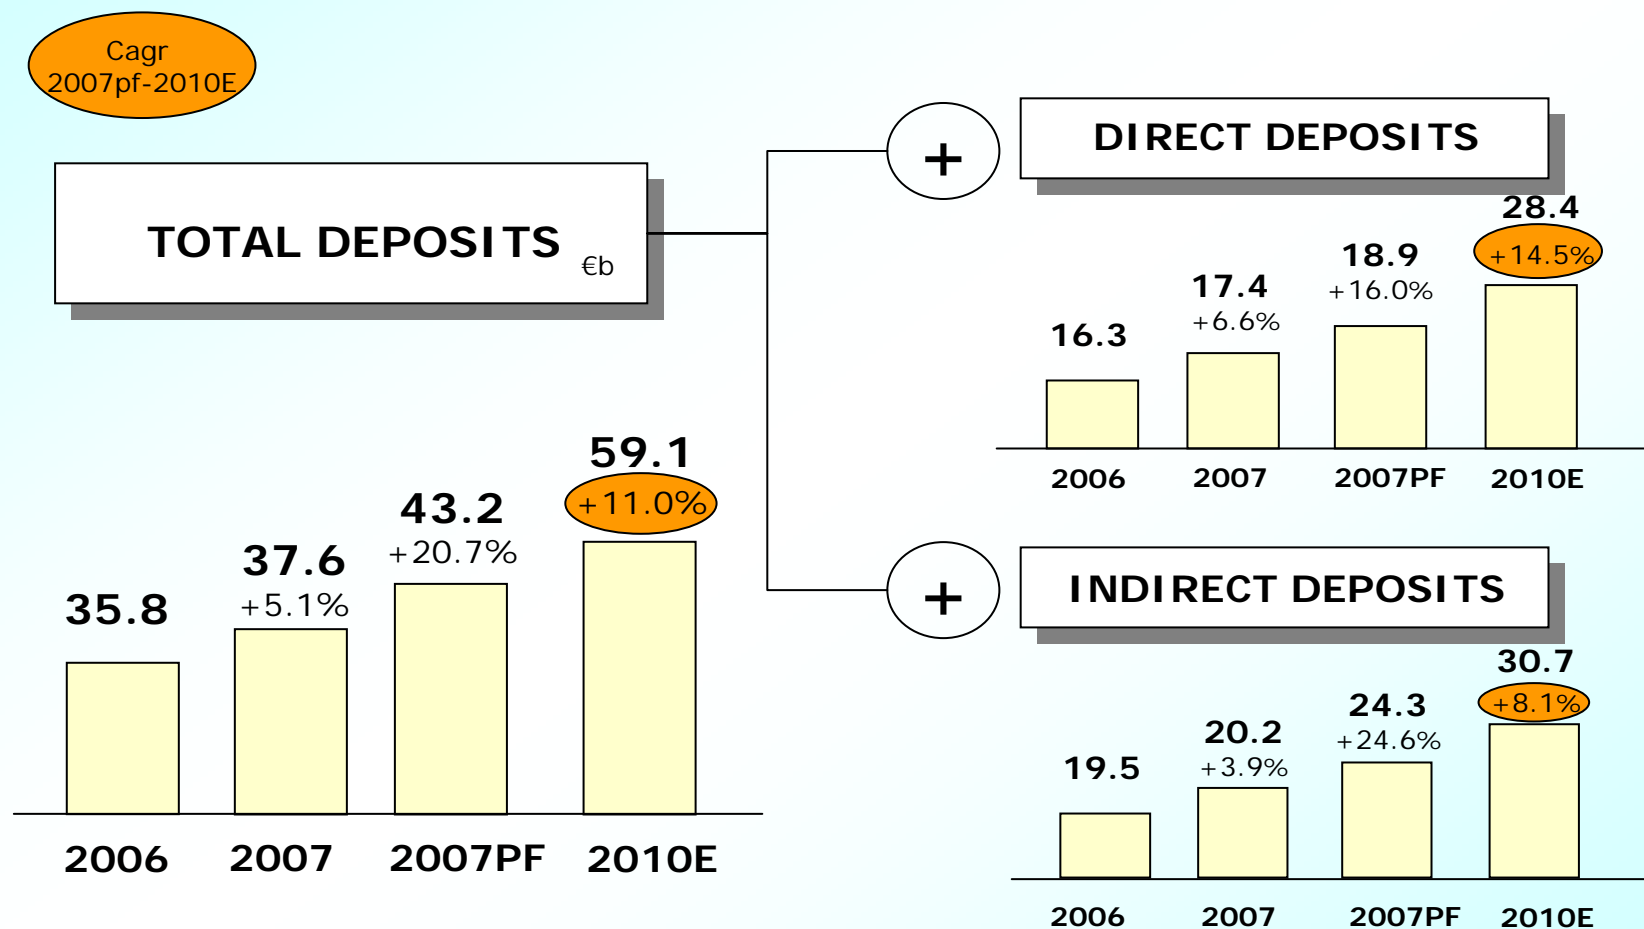 Cagr
2007pf-2010E
TOTAL DEPOSITS €b
35.8
37.6
+5.1%
43.2
+20.7%
59.1
+11.0%
2006 2007 2007PF 2010E
+
DIRECT DEPOSITS
16.3
17.4
+6.6%
18.9
+16.0%
28.4
+14.5%
2006 2007 2007PF 2010E
+
INDIRECT DEPOSITS
19.5
20.2
+3.9%
24.3
+24.6%
30.7
+8.1%
2006 2007 2007PF 2010E